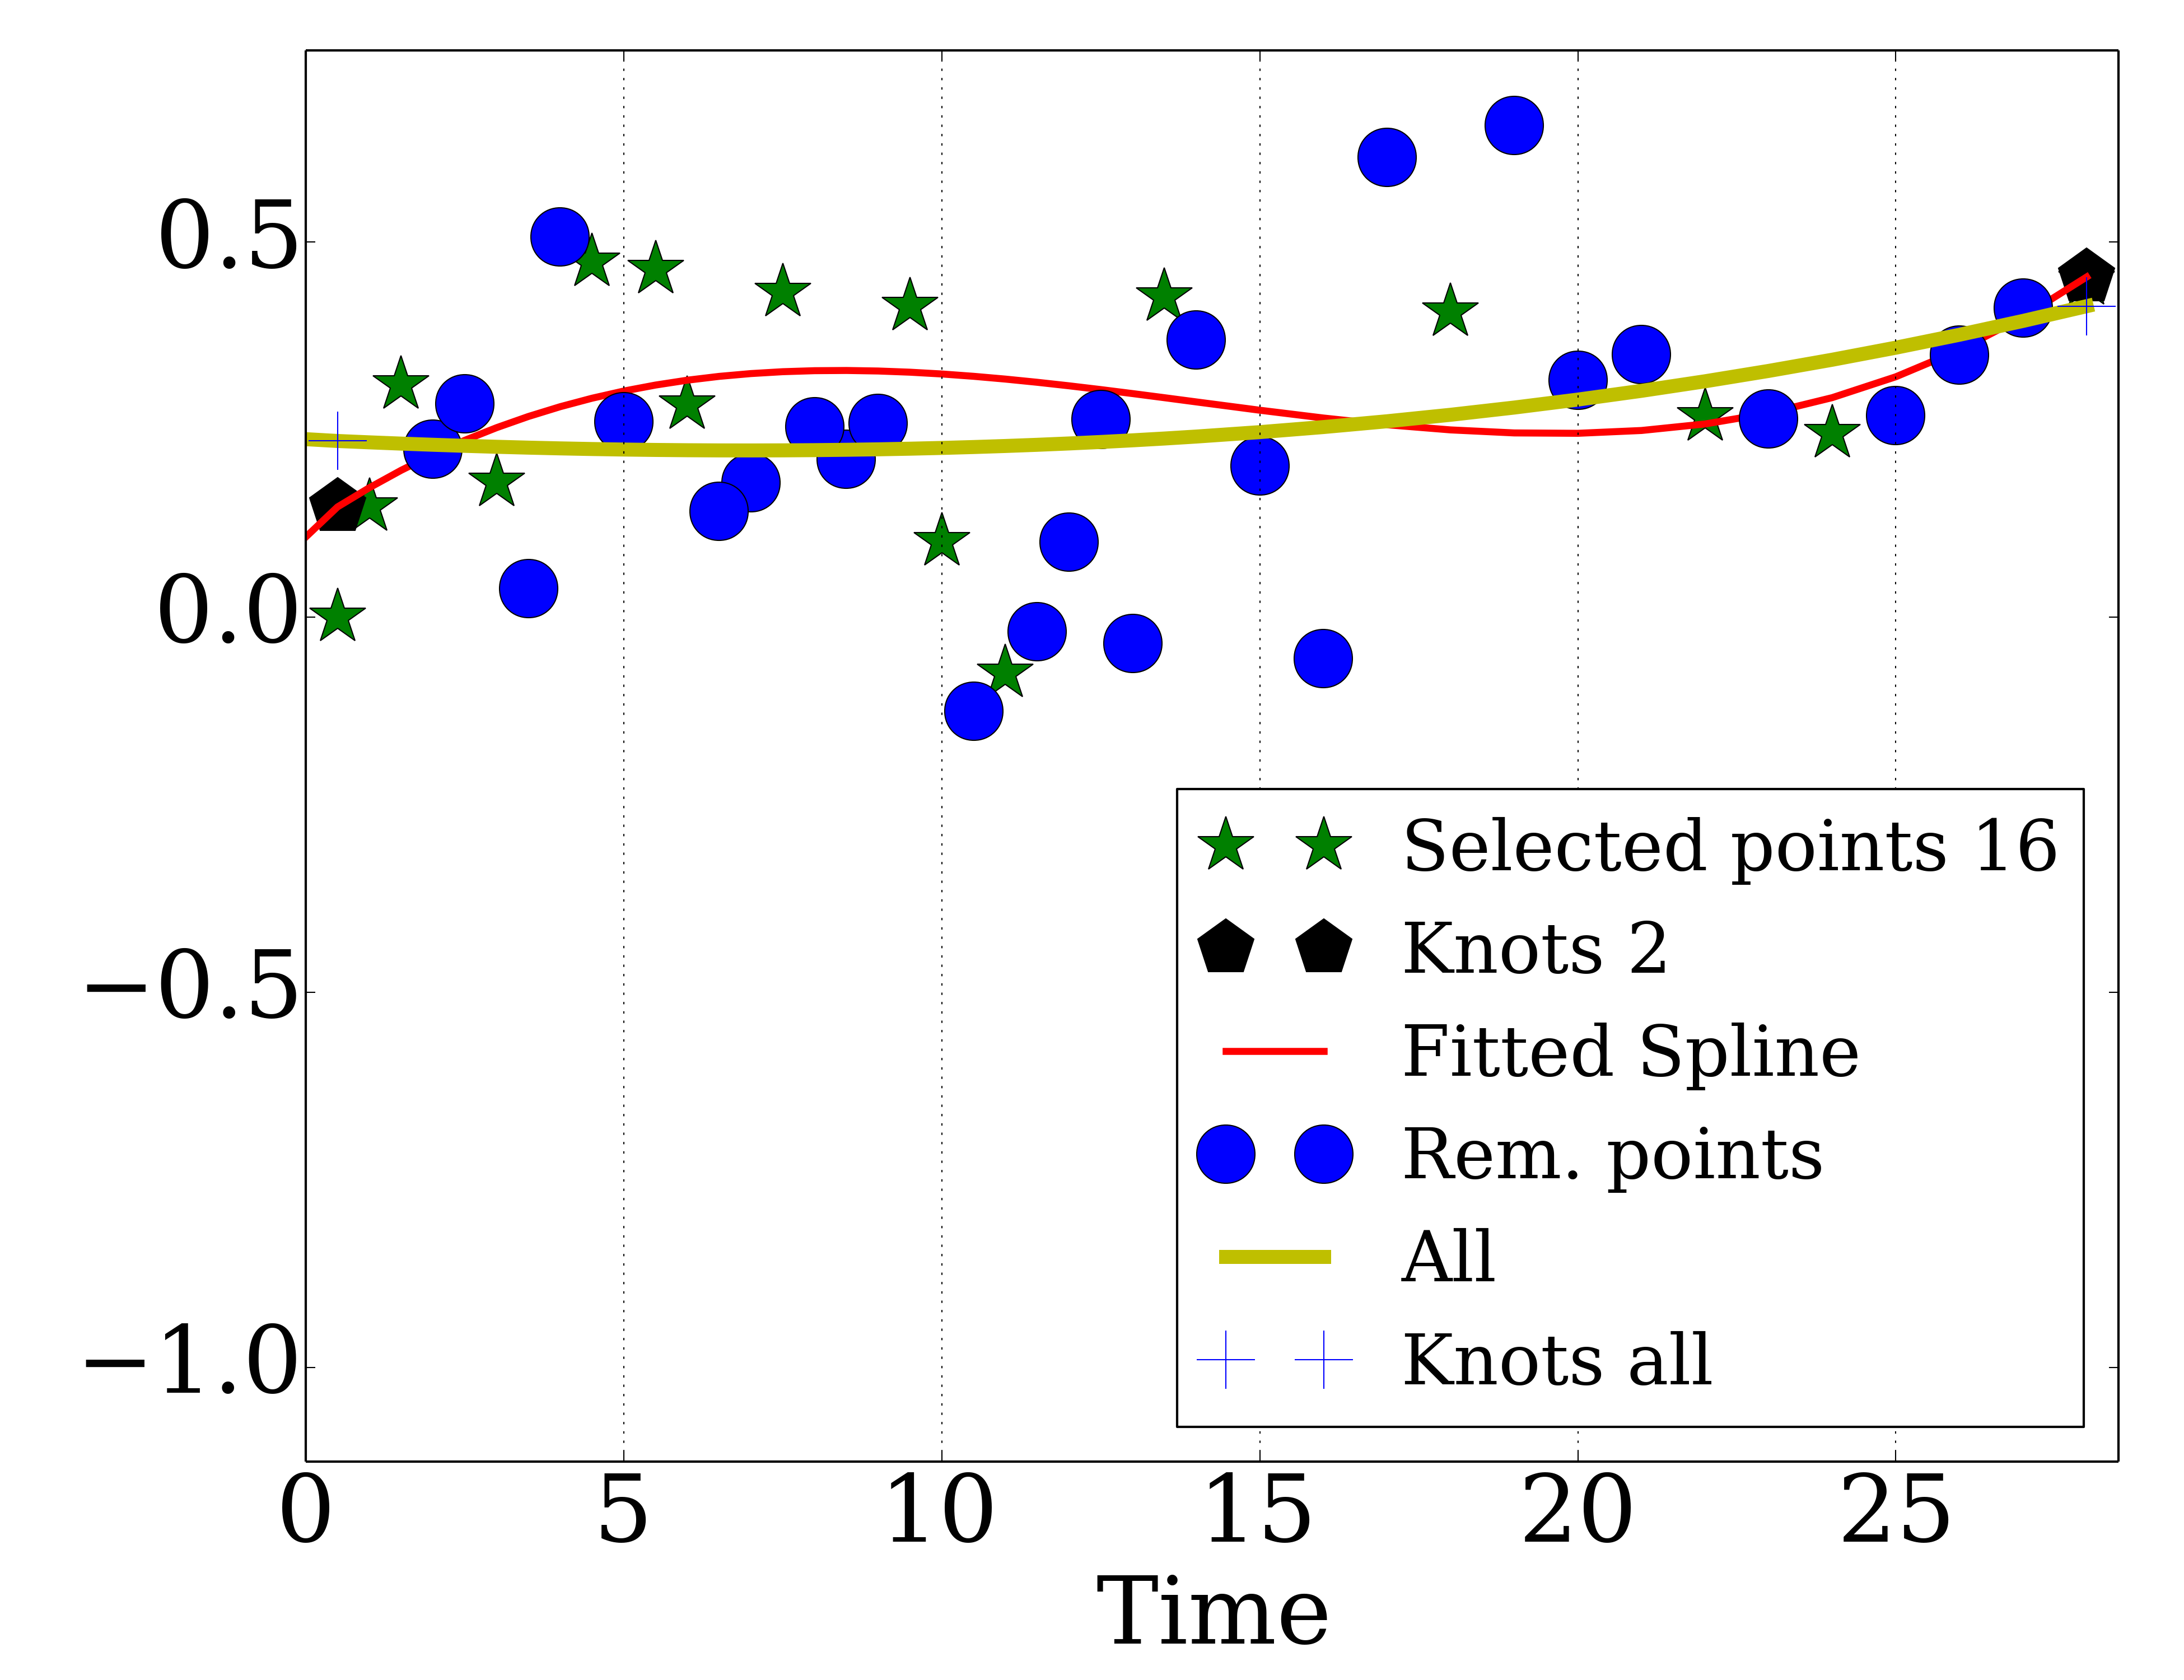 0.5
0.0
−0.5
−1.0
Selected points 16
Knots 2
Fitted Spline
Rem. points
All
Knots all
0 5 10 15 20 25
Time